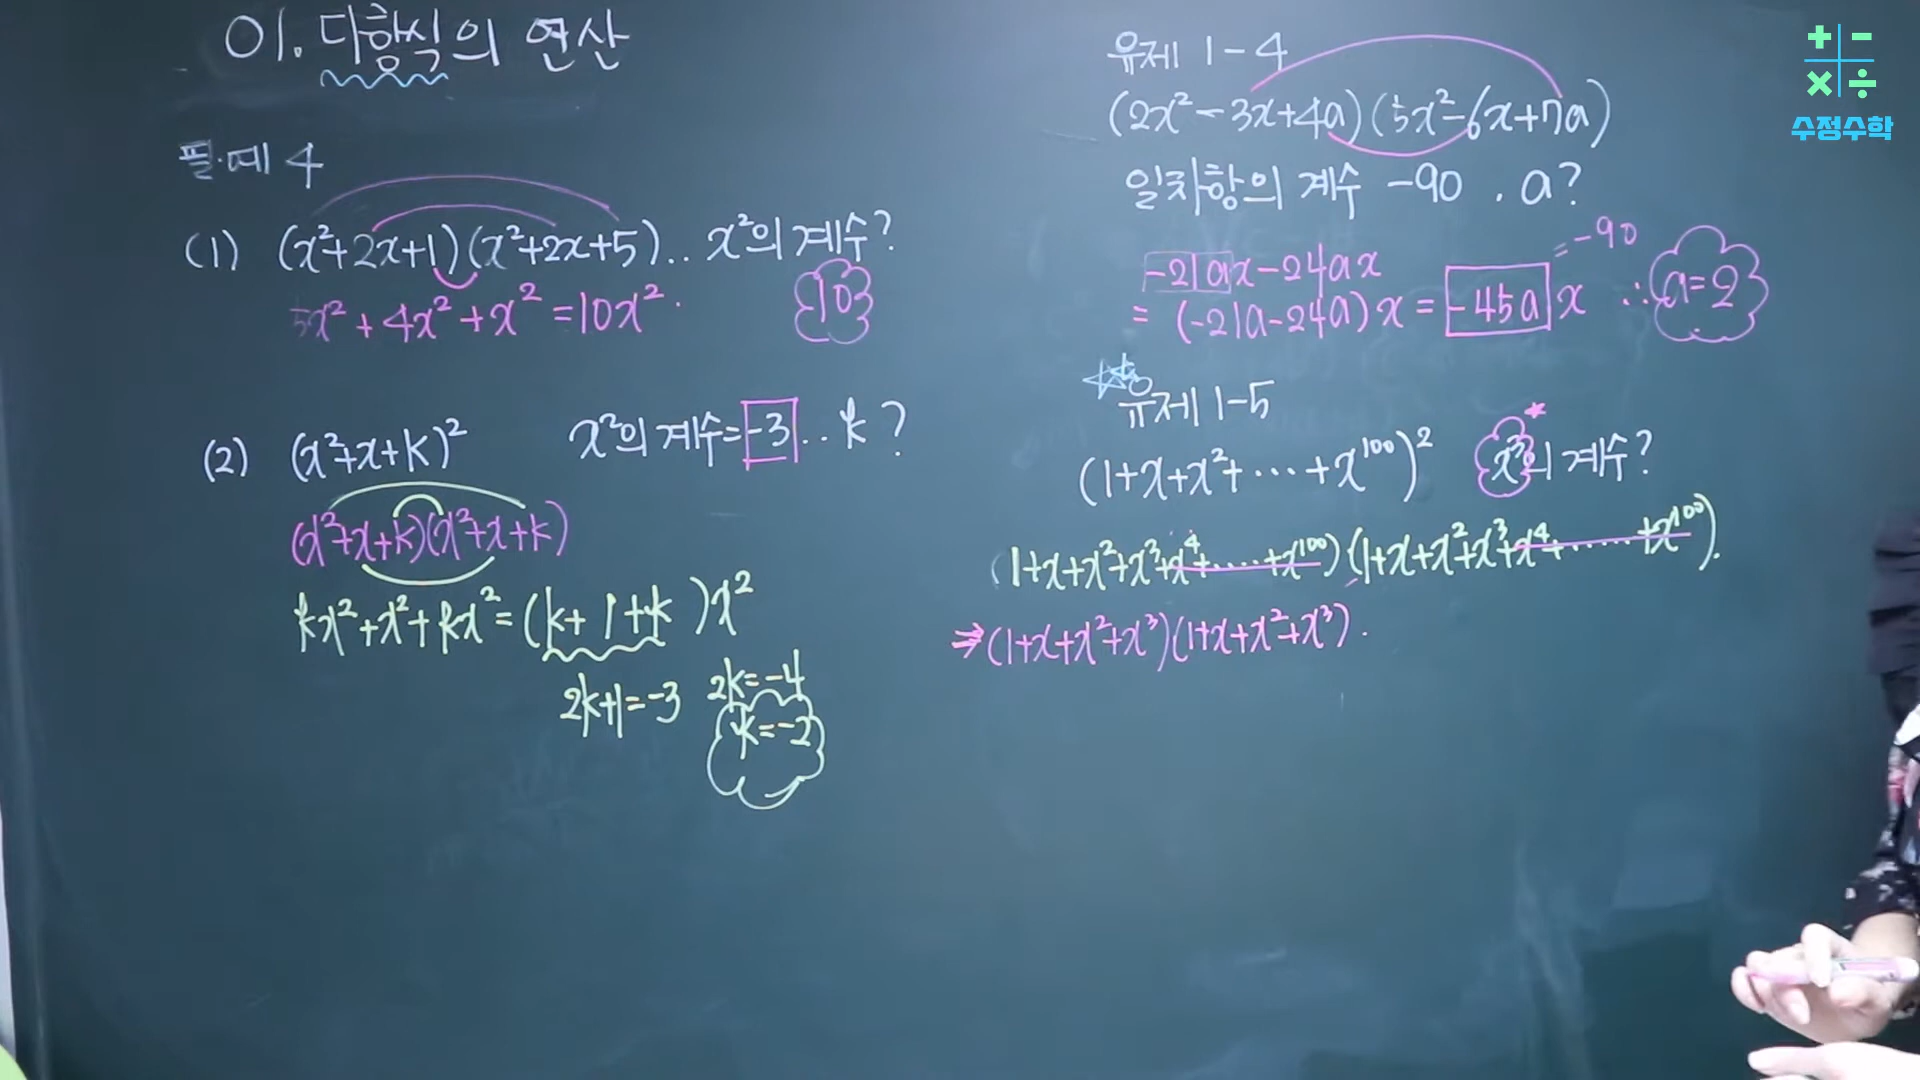 01. 다항식의 연산
필·예 4
(1) (x²+2x+1)(x²+2x+5).. x²의 계수?
5x²+4x²+x²=10x².
10
(2) (x²+x+k)² x²의 계수=-3.. k?
(x²+x+k)(x²+x+k)
kx²+x²+kx²=(k+1+k)x²
2k+1=-3 2k=-4
k=-2
유제 1-4
(2x²-3x+4a)(5x²-6x+7a)
일차항의 계수 -90 . a?
-21ax-24ax
=-90
= (-21a-24a)x = -45a x ∴ a=2
유제 1-5
(1+x+x²+⋯+x¹⁰⁰)² x³의 계수?
(1+x+x²+x³+x⁴+⋯⋯+x¹⁰⁰)(1+x+x²+x³+x⁴+⋯⋯+x¹⁰⁰).
⇒(1+x+x²+x³)(1+x+x²+x³).
+ −
× ÷
수정수학